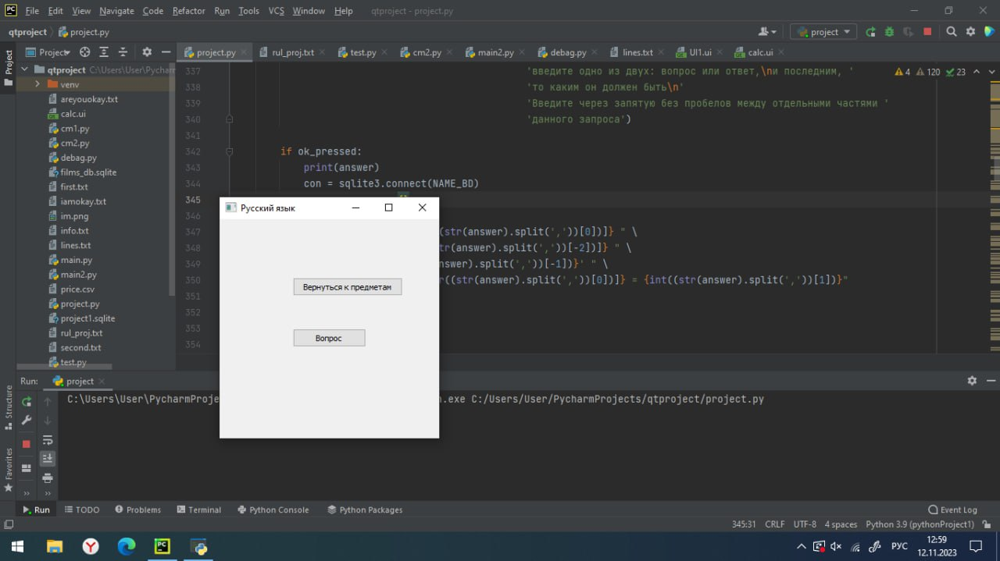 File Edit View Navigate Code Refactor Run Tools VCS Window Help qtproject - project.py
qtproject project.py project
Project project.py rul_proj.txt test.py cm2.py main2.py debag.py lines.txt UI1.ui calc.ui
Project
Structure
Favorites
qtproject C:\Users\User\Pycharm
venv
areyouokay.txt
calc.ui
cm1.py
cm2.py
debag.py
films_db.sqlite
first.txt
iamokay.txt
im.png
info.txt
lines.txt
main.py
main2.py
price.csv
project.py
project1.sqlite
rul_proj.txt
second.txt
test.py
4 120 23
337 'введите одно из двух: вопрос или ответ,\nи последним, '
338 'то каким он должен быть\n'
339 'Введите через запятую без пробелов между отдельными частями '
340 'данного запроса')
341
342 if ok_pressed:
343 print(answer)
344 con = sqlite3.connect(NAME_BD)
345
346
347 (str(answer).split(','))[0])]} " \
348 tr(answer).split(','))[-2])]} " \
349 swer).split(','))[-1])}' " \
350 r((str(answer).split(','))[0])]} = {int((str(answer).split(','))[1])}"
351
352
353
354
Русский язык
Вернуться к предметам
Вопрос
Run: project
C:\Users\User\PycharmProje n.exe C:/Users/User/PycharmProjects/qtproject/project.py
Run TODO Problems Terminal Python Console Python Packages Event Log
345:31 CRLF UTF-8 4 spaces Python 3.9 (pythonProject1)
РУС
12:59
12.11.2023